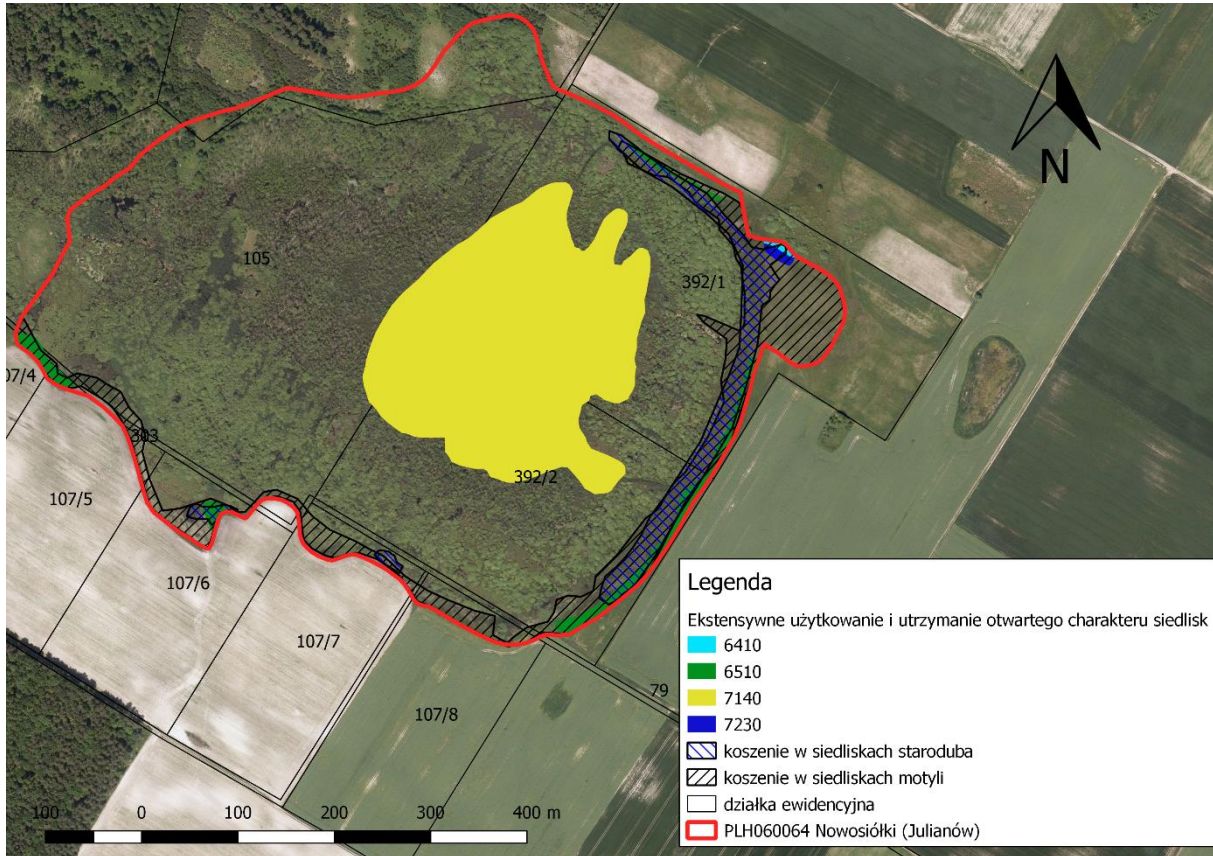 N
105
392/1
07/4
303
392/2
107/5
107/6
107/7
79
107/8
Legenda
Ekstensywne użytkowanie i utrzymanie otwartego charakteru siedlisk
6410
6510
7140
7230
koszenie w siedliskach staroduba
koszenie w siedliskach motyli
działka ewidencyjna
PLH060064 Nowosiółki (Julianów)
100 0 100 200 300 400 m